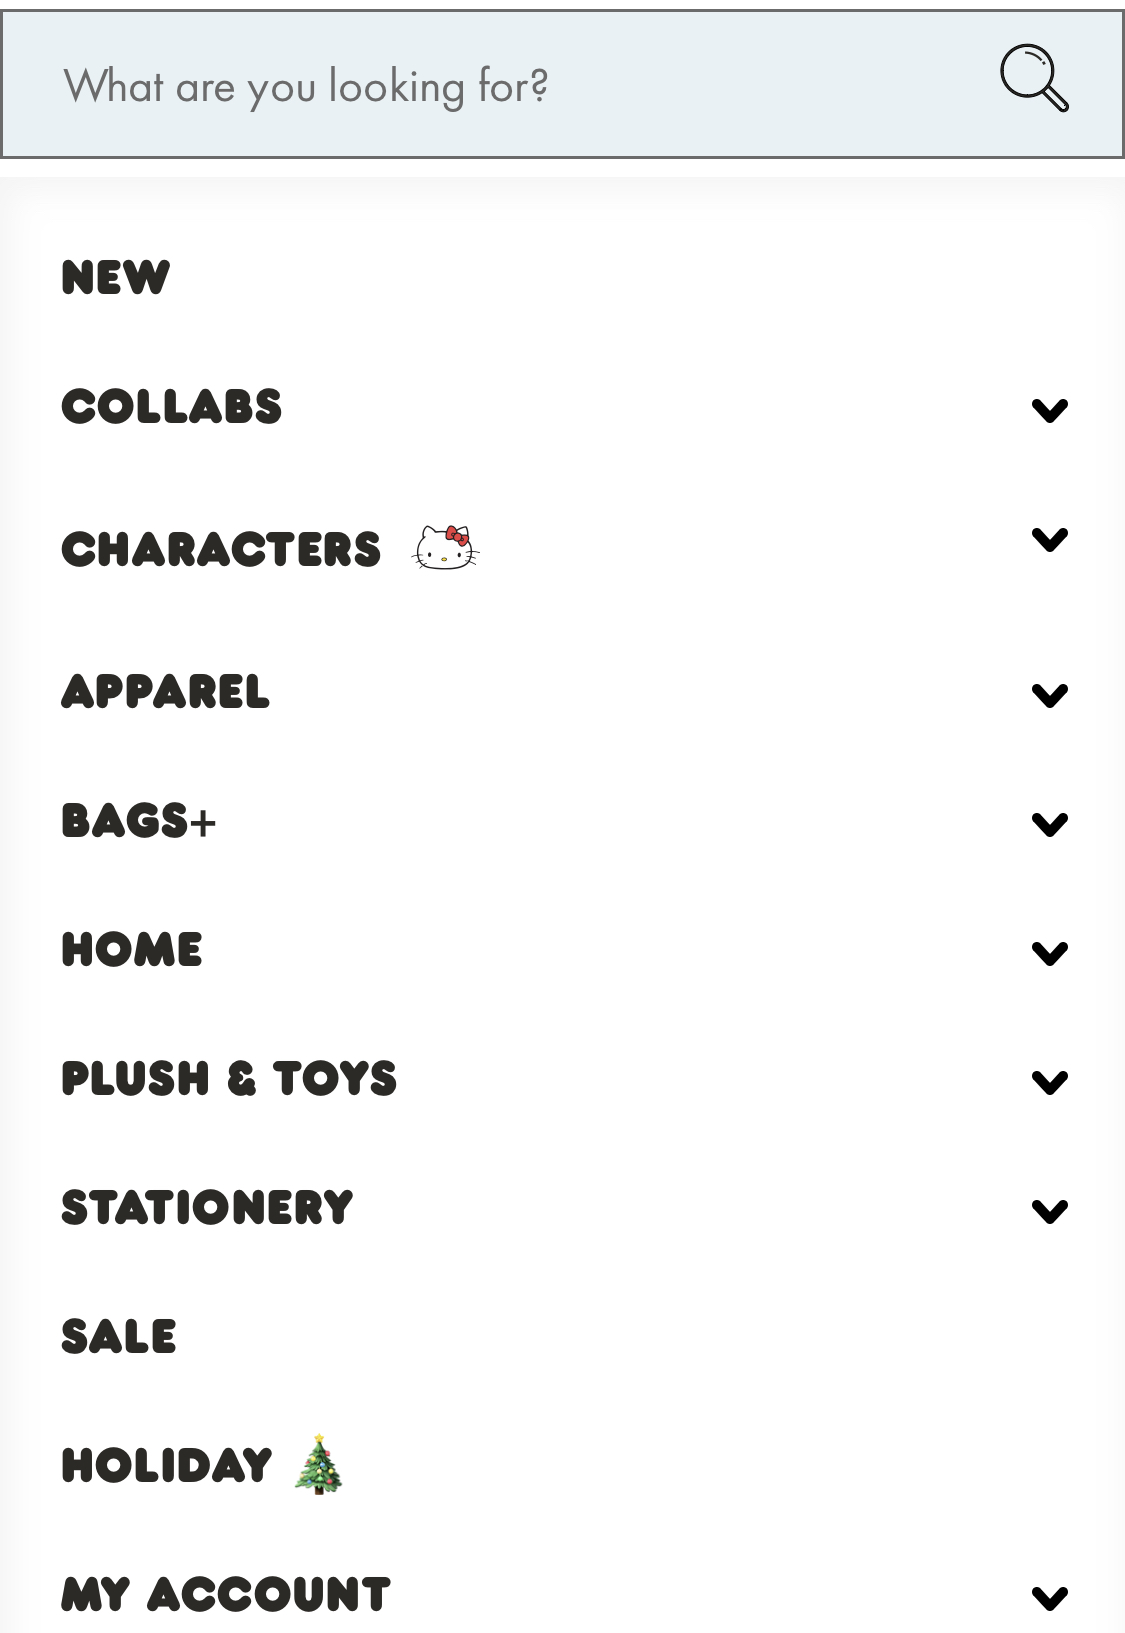 What are you looking for?
NEW
COLLABS
CHARACTERS
APPAREL
BAGS+
HOME
PLUSH & TOYS
STATIONERY
SALE
HOLIDAY 🎄
MY ACCOUNT